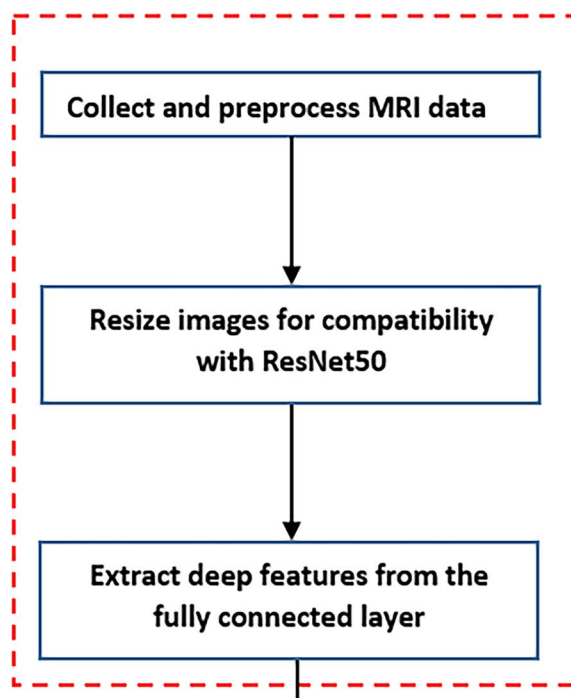 Collect and preprocess MRI data
Resize images for compatibility
with ResNet50
Extract deep features from the
fully connected layer